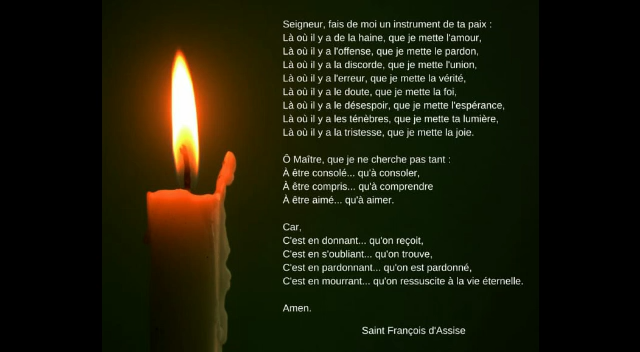 Seigneur, fais de moi un instrument de ta paix :
Là où il y a de la haine, que je mette l'amour,
Là où il y a l'offense, que je mette le pardon,
Là où il y a la discorde, que je mette l'union,
Là où il y a l'erreur, que je mette la vérité,
Là où il y a le doute, que je mette la foi,
Là où il y a le désespoir, que je mette l'espérance,
Là où il y a les ténèbres, que je mette ta lumière,
Là où il y a la tristesse, que je mette la joie.
Ô Maître, que je ne cherche pas tant :
À être consolé... qu'à consoler,
À être compris... qu'à comprendre
À être aimé... qu'à aimer.
Car,
C'est en donnant... qu'on reçoit,
C'est en s'oubliant... qu'on trouve,
C'est en pardonnant... qu'on est pardonné,
C'est en mourrant... qu'on ressuscite à la vie éternelle.
Amen.
Saint François d'Assise